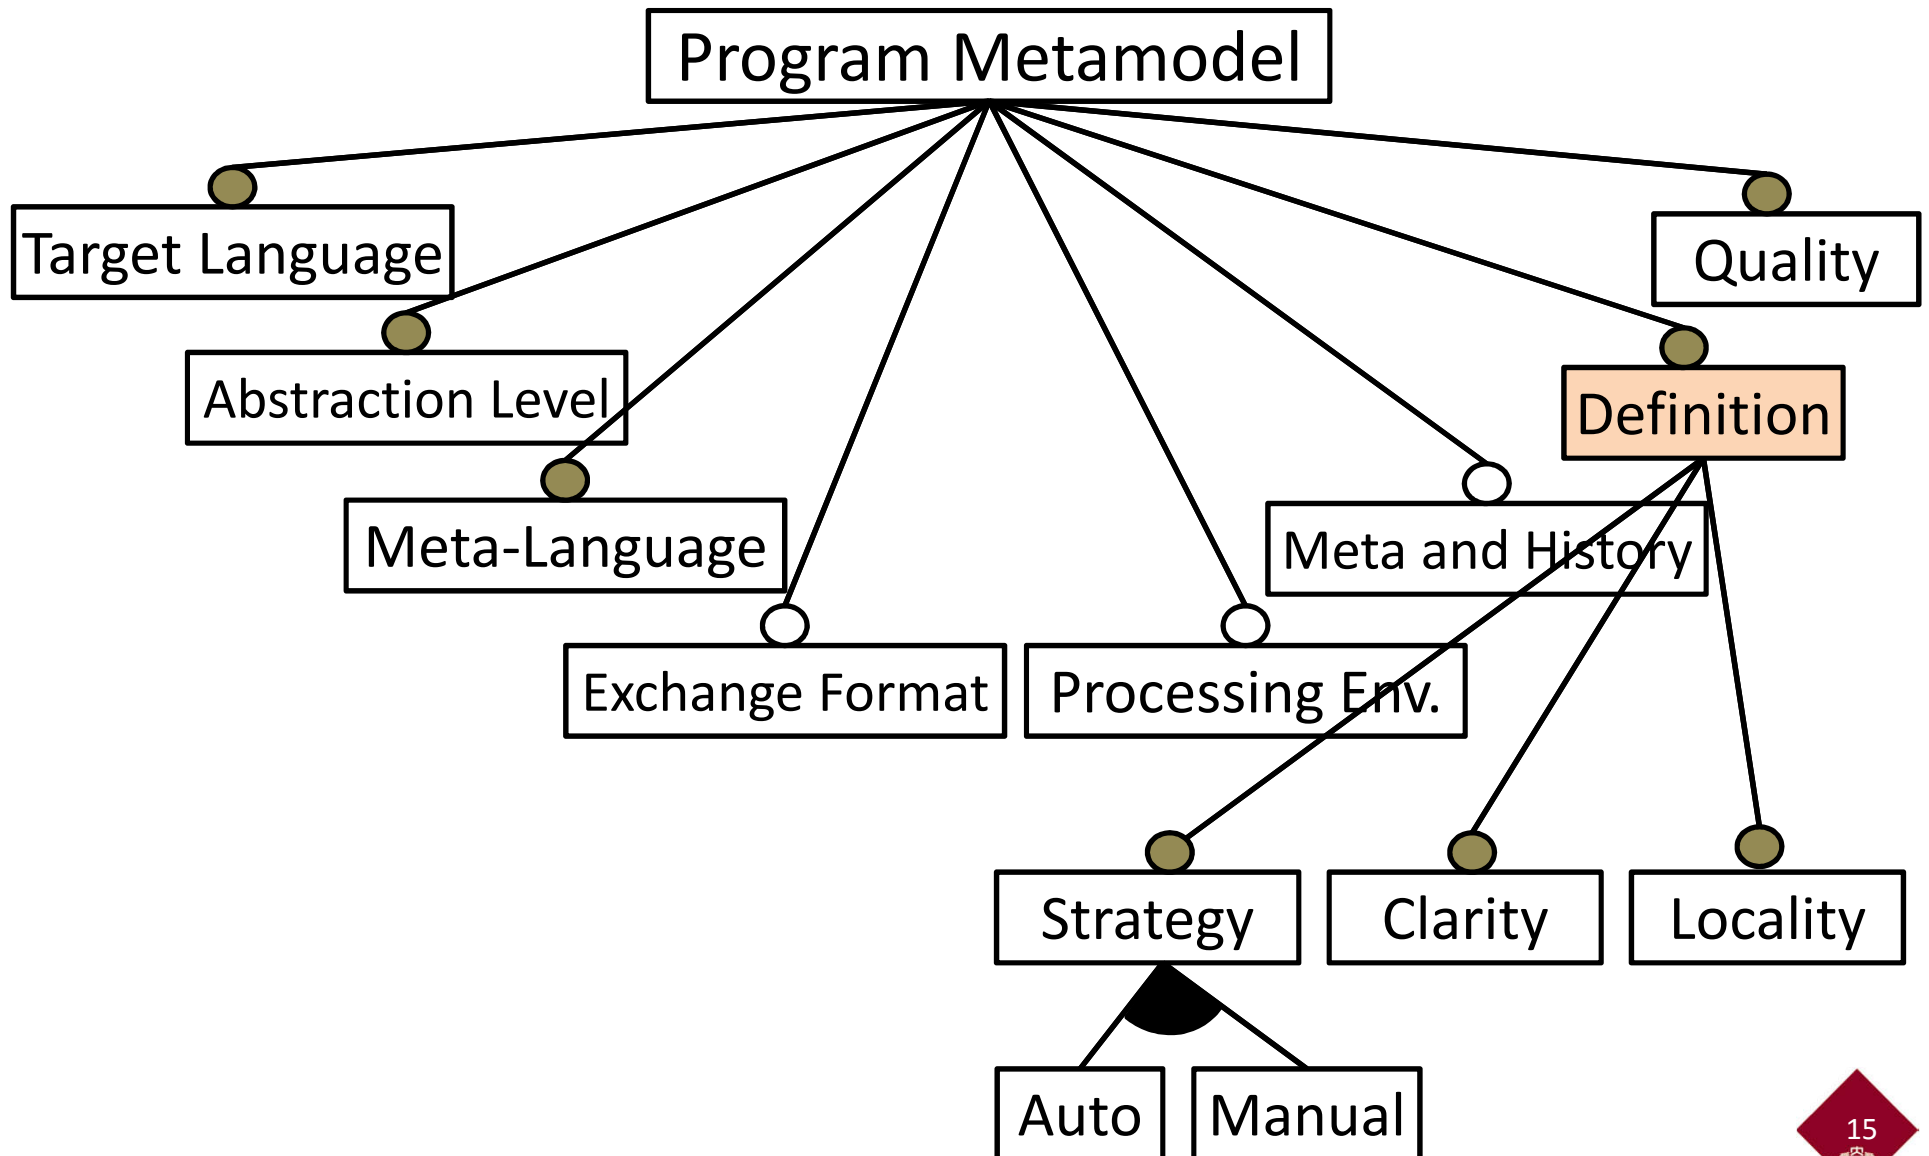 Program Metamodel
Target Language
Quality
Abstraction Level
Definition
Meta-Language
Meta and History
Exchange Format
Processing Env.
Strategy
Clarity
Locality
Auto
Manual
15